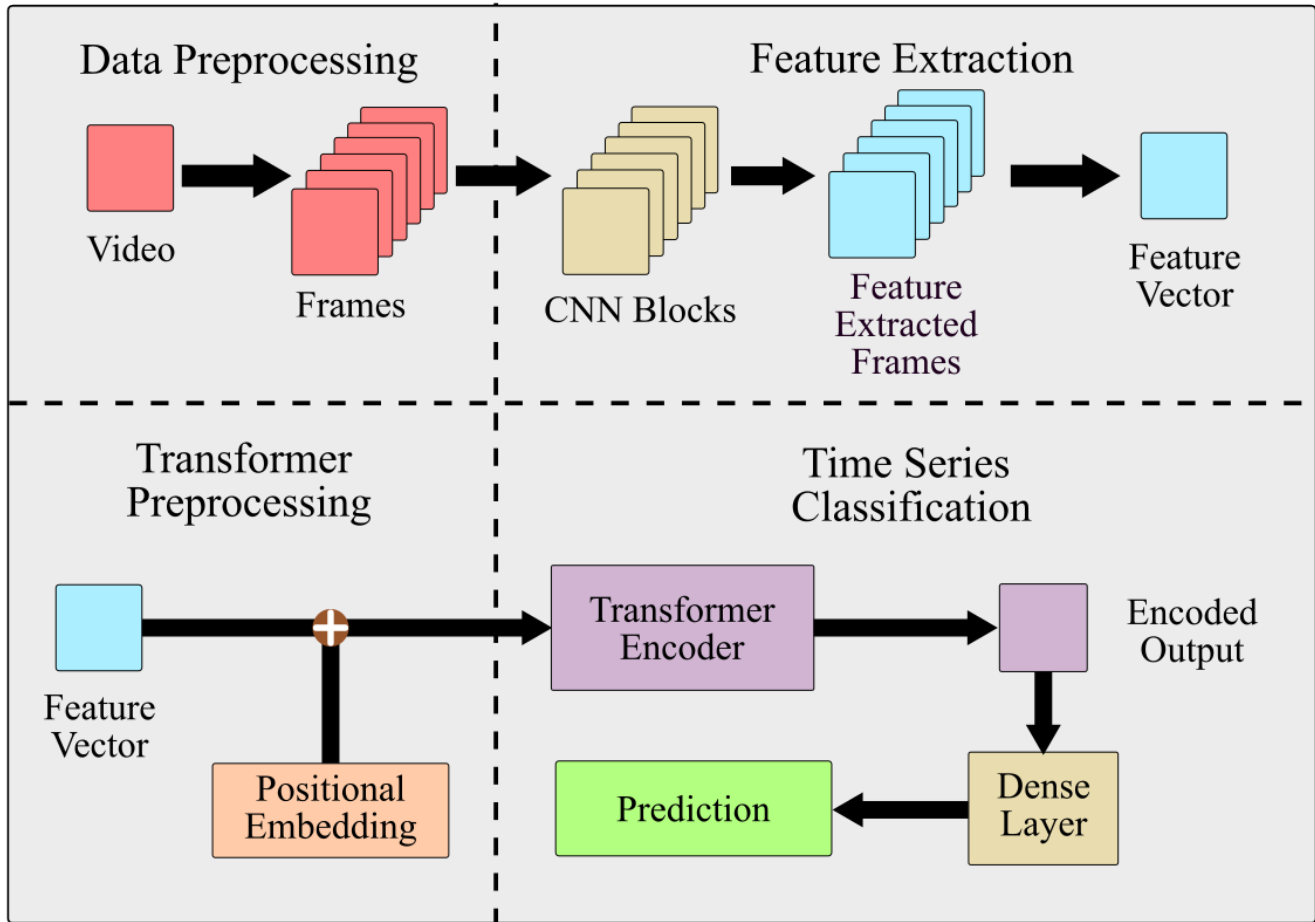 Data Preprocessing
Feature Extraction
Video
Frames
CNN Blocks
Feature
Extracted
Frames
Feature
Vector
Transformer
Preprocessing
Time Series
Classification
Feature
Vector
Positional
Embedding
Transformer
Encoder
Encoded
Output
Dense
Layer
Prediction